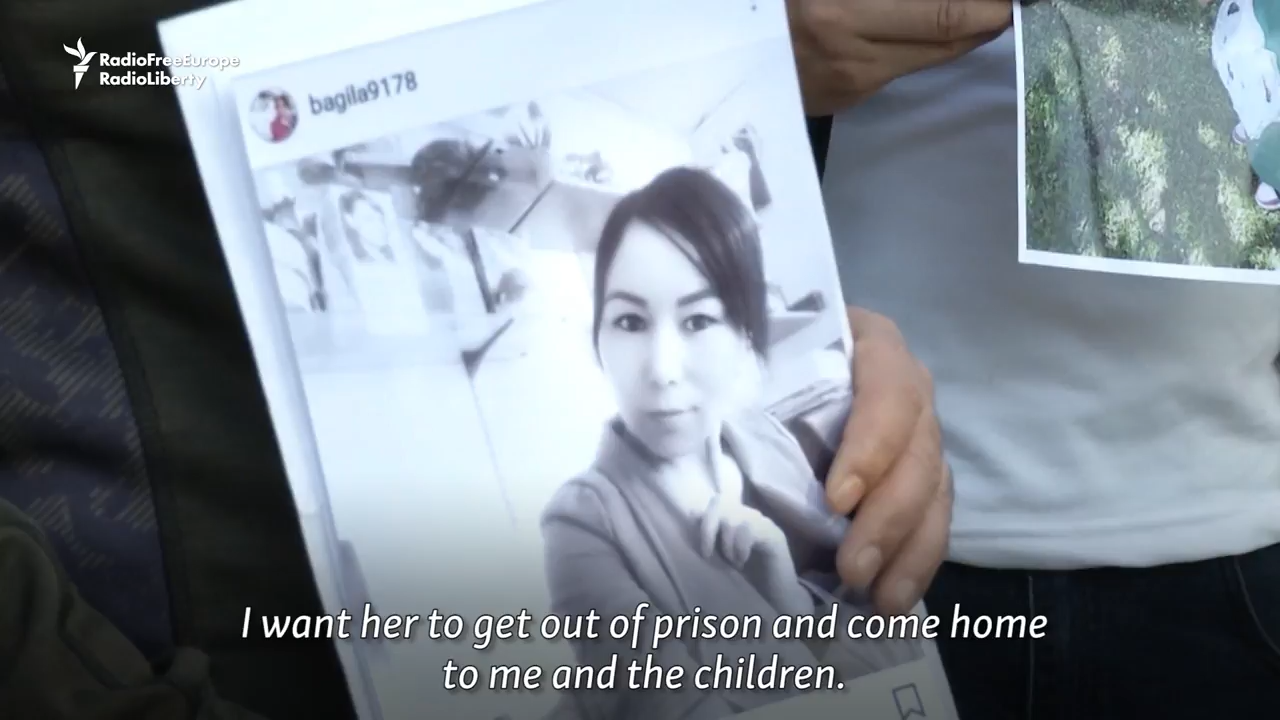 RadioFreeEurope
RadioLiberty
bagila9178
I want her to get out of prison and come home
to me and the children.